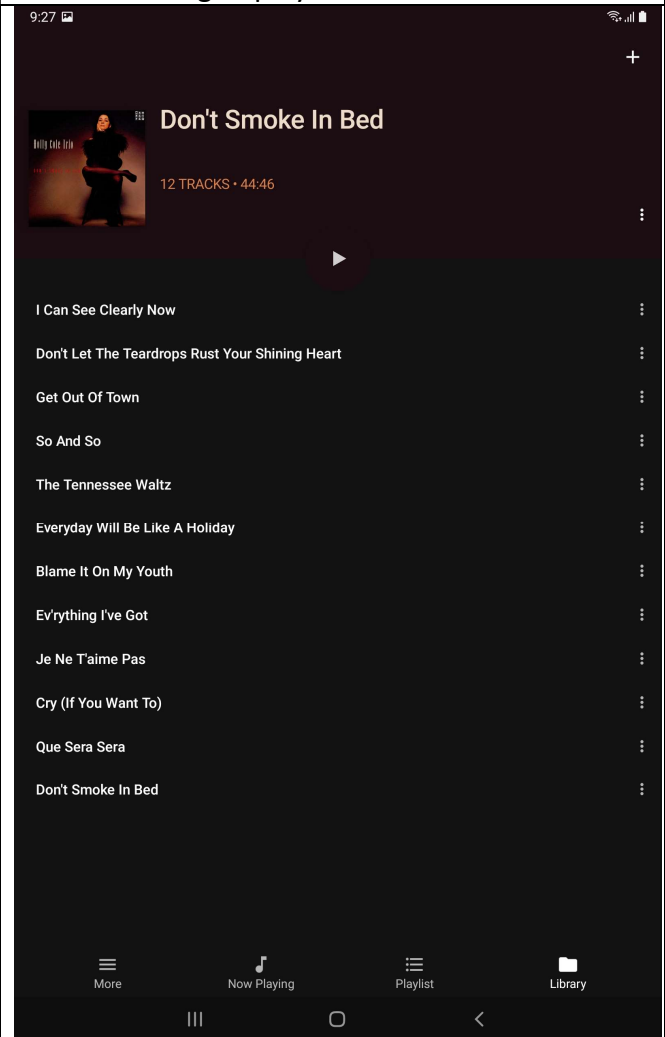 9:27
Don't Smoke In Bed
Holly Cole Trio
12 TRACKS • 44:46
I Can See Clearly Now
Don't Let The Teardrops Rust Your Shining Heart
Get Out Of Town
So And So
The Tennessee Waltz
Everyday Will Be Like A Holiday
Blame It On My Youth
Ev'rything I've Got
Je Ne T'aime Pas
Cry (If You Want To)
Que Sera Sera
Don't Smoke In Bed
More
Now Playing
Playlist
Library